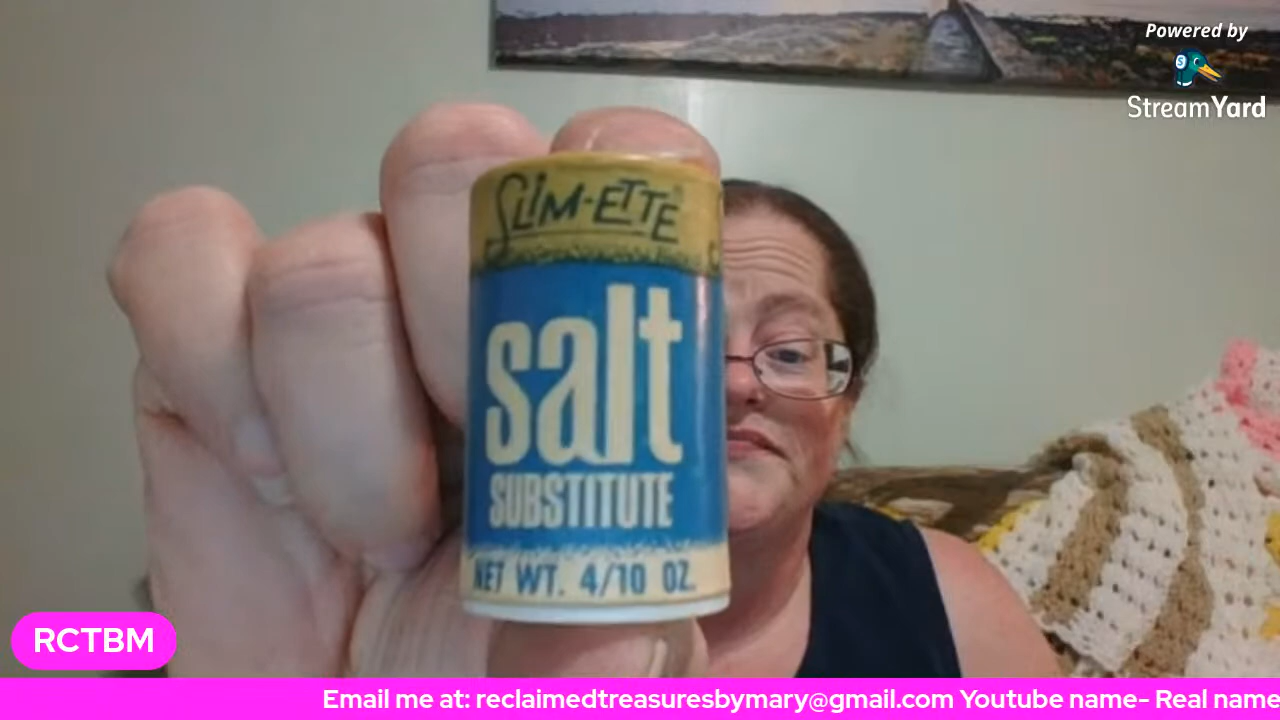 Powered by
StreamYard
SLIM-ETTE
salt
SUBSTITUTE
NET WT. 4/10 OZ.
RCTBM
Email me at: reclaimedtreasuresbymary@gmail.com Youtube name- Real name